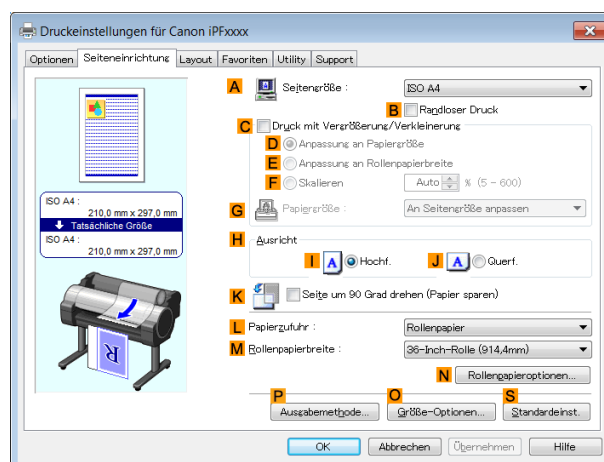 Druckeinstellungen für Canon iPFxxxx
Optionen Seiteneinrichtung Layout Favoriten Utility Support
A Seitengröße : ISO A4
B Randloser Druck
C Druck mit Vergrößerung/Verkleinerung
D Anpassung an Papiergröße
E Anpassung an Rollenpapierbreite
F Skalieren Auto % (5 - 600)
G Papiergröße : An Seitengröße anpassen
ISO A4 :
210,0 mm x 297,0 mm
Tatsächliche Größe
ISO A4 :
210,0 mm x 297,0 mm
H Ausricht
I A Hochf. J A Querf.
K Seite um 90 Grad drehen (Papier sparen)
L Papierzufuhr : Rollenpapier
M Rollenpapierbreite : 36-Inch-Rolle (914,4mm)
R
N Rollenpapieroptionen...
P O S
Ausgabemethode... Größe-Optionen... Standardeinst.
OK Abbrechen Übernehmen Hilfe